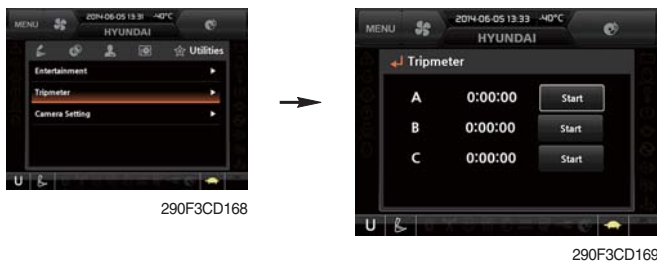 MENU
2014-06-05 13:31 -40°C
HYUNDAI
Utilities
Entertainment
Tripmeter
Camera Setting
U
290F3CD168
MENU
2014-06-05 13:33 -40°C
HYUNDAI
Tripmeter
A 0:00:00 Start
B 0:00:00 Start
C 0:00:00 Start
U
290F3CD169